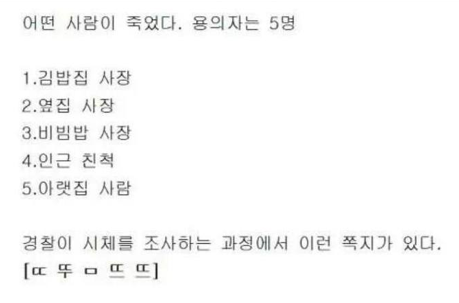 어떤 사람이 죽었다. 용의자는 5명
1.김밥집 사장
2.옆집 사장
3.비빔밥 사장
4.인근 친척
5.아랫집 사람
경찰이 시체를 조사하는 과정에서 이런 쪽지가 있다.
[ㄸ 뚜 ㅁ 뜨 뜨]